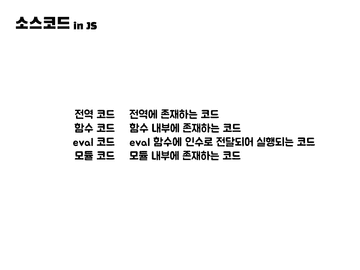 소스코드 in JS
전역 코드 전역에 존재하는 코드
함수 코드 함수 내부에 존재하는 코드
eval 코드 eval 함수에 인수로 전달되어 실행되는 코드
모듈 코드 모듈 내부에 존재하는 코드